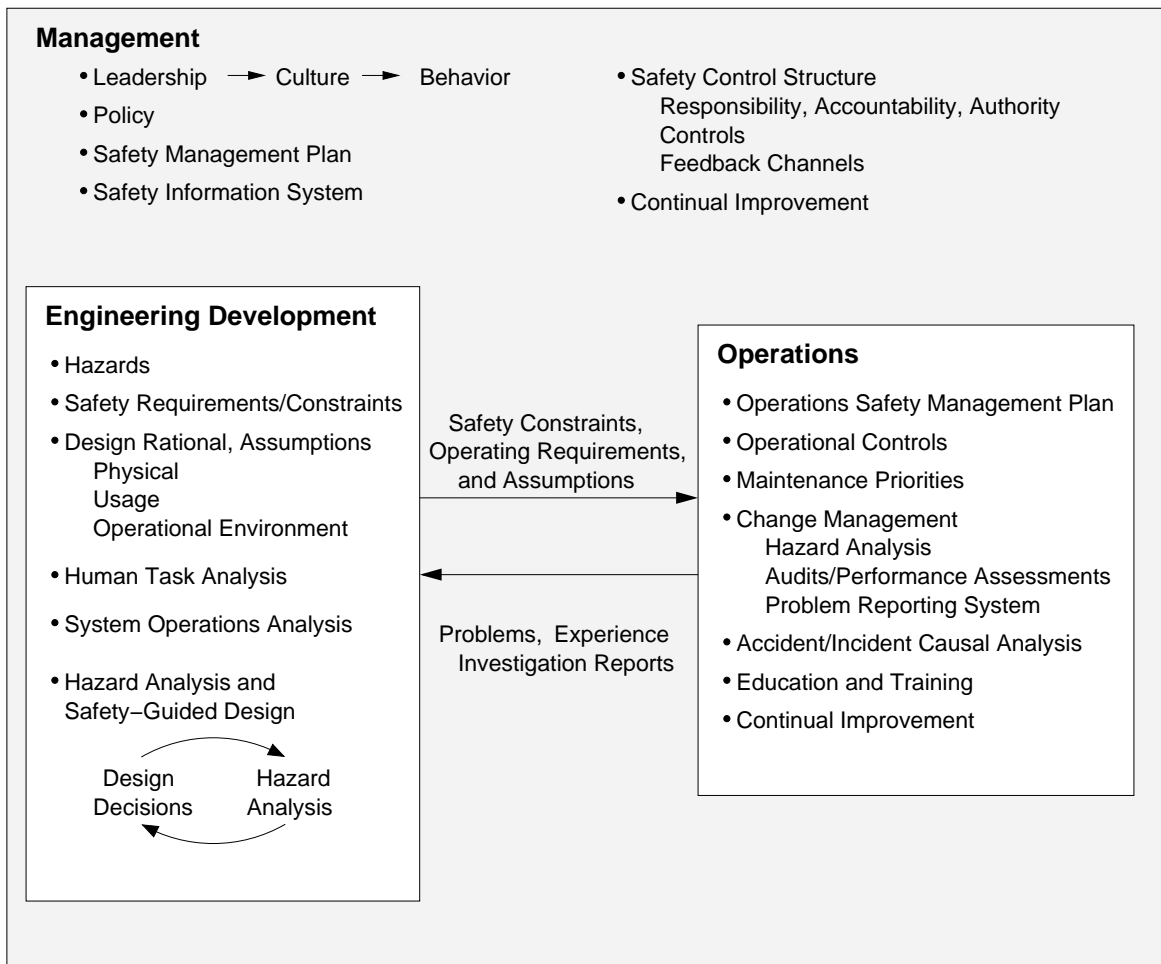 Management
• Leadership → Culture → Behavior
• Policy
• Safety Management Plan
• Safety Information System
• Safety Control Structure
Responsibility, Accountability, Authority
Controls
Feedback Channels
• Continual Improvement
Engineering Development
• Hazards
• Safety Requirements/Constraints
• Design Rational, Assumptions
Physical
Usage
Operational Environment
• Human Task Analysis
• System Operations Analysis
• Hazard Analysis and
Safety−Guided Design
Design
Decisions
Hazard
Analysis
Safety Constraints,
Operating Requirements,
and Assumptions
Problems, Experience
Investigation Reports
Operations
• Operations Safety Management Plan
• Operational Controls
• Maintenance Priorities
• Change Management
Hazard Analysis
Audits/Performance Assessments
Problem Reporting System
• Accident/Incident Causal Analysis
• Education and Training
• Continual Improvement